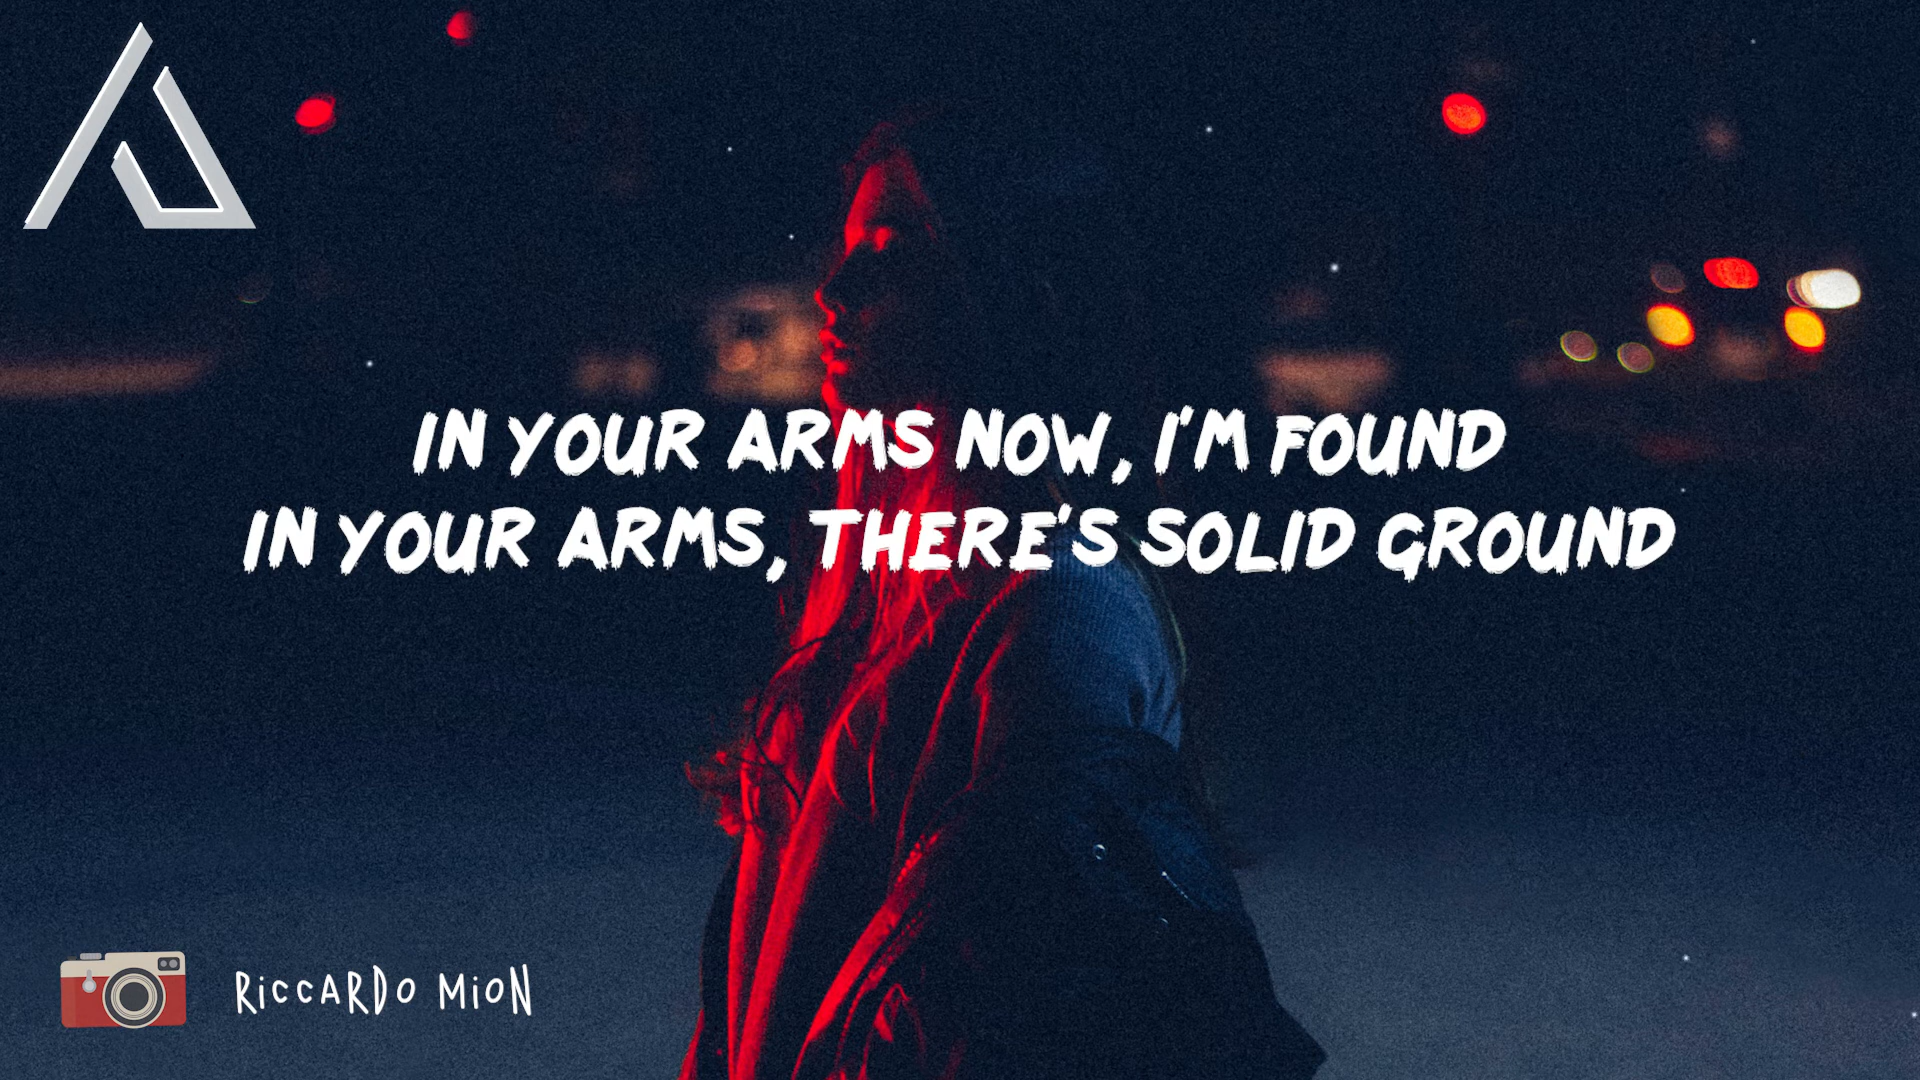 IN YOUR ARMS NOW, I'M FOUND
IN YOUR ARMS, THERE'S SOLID GROUND
RiCCARDO MiON